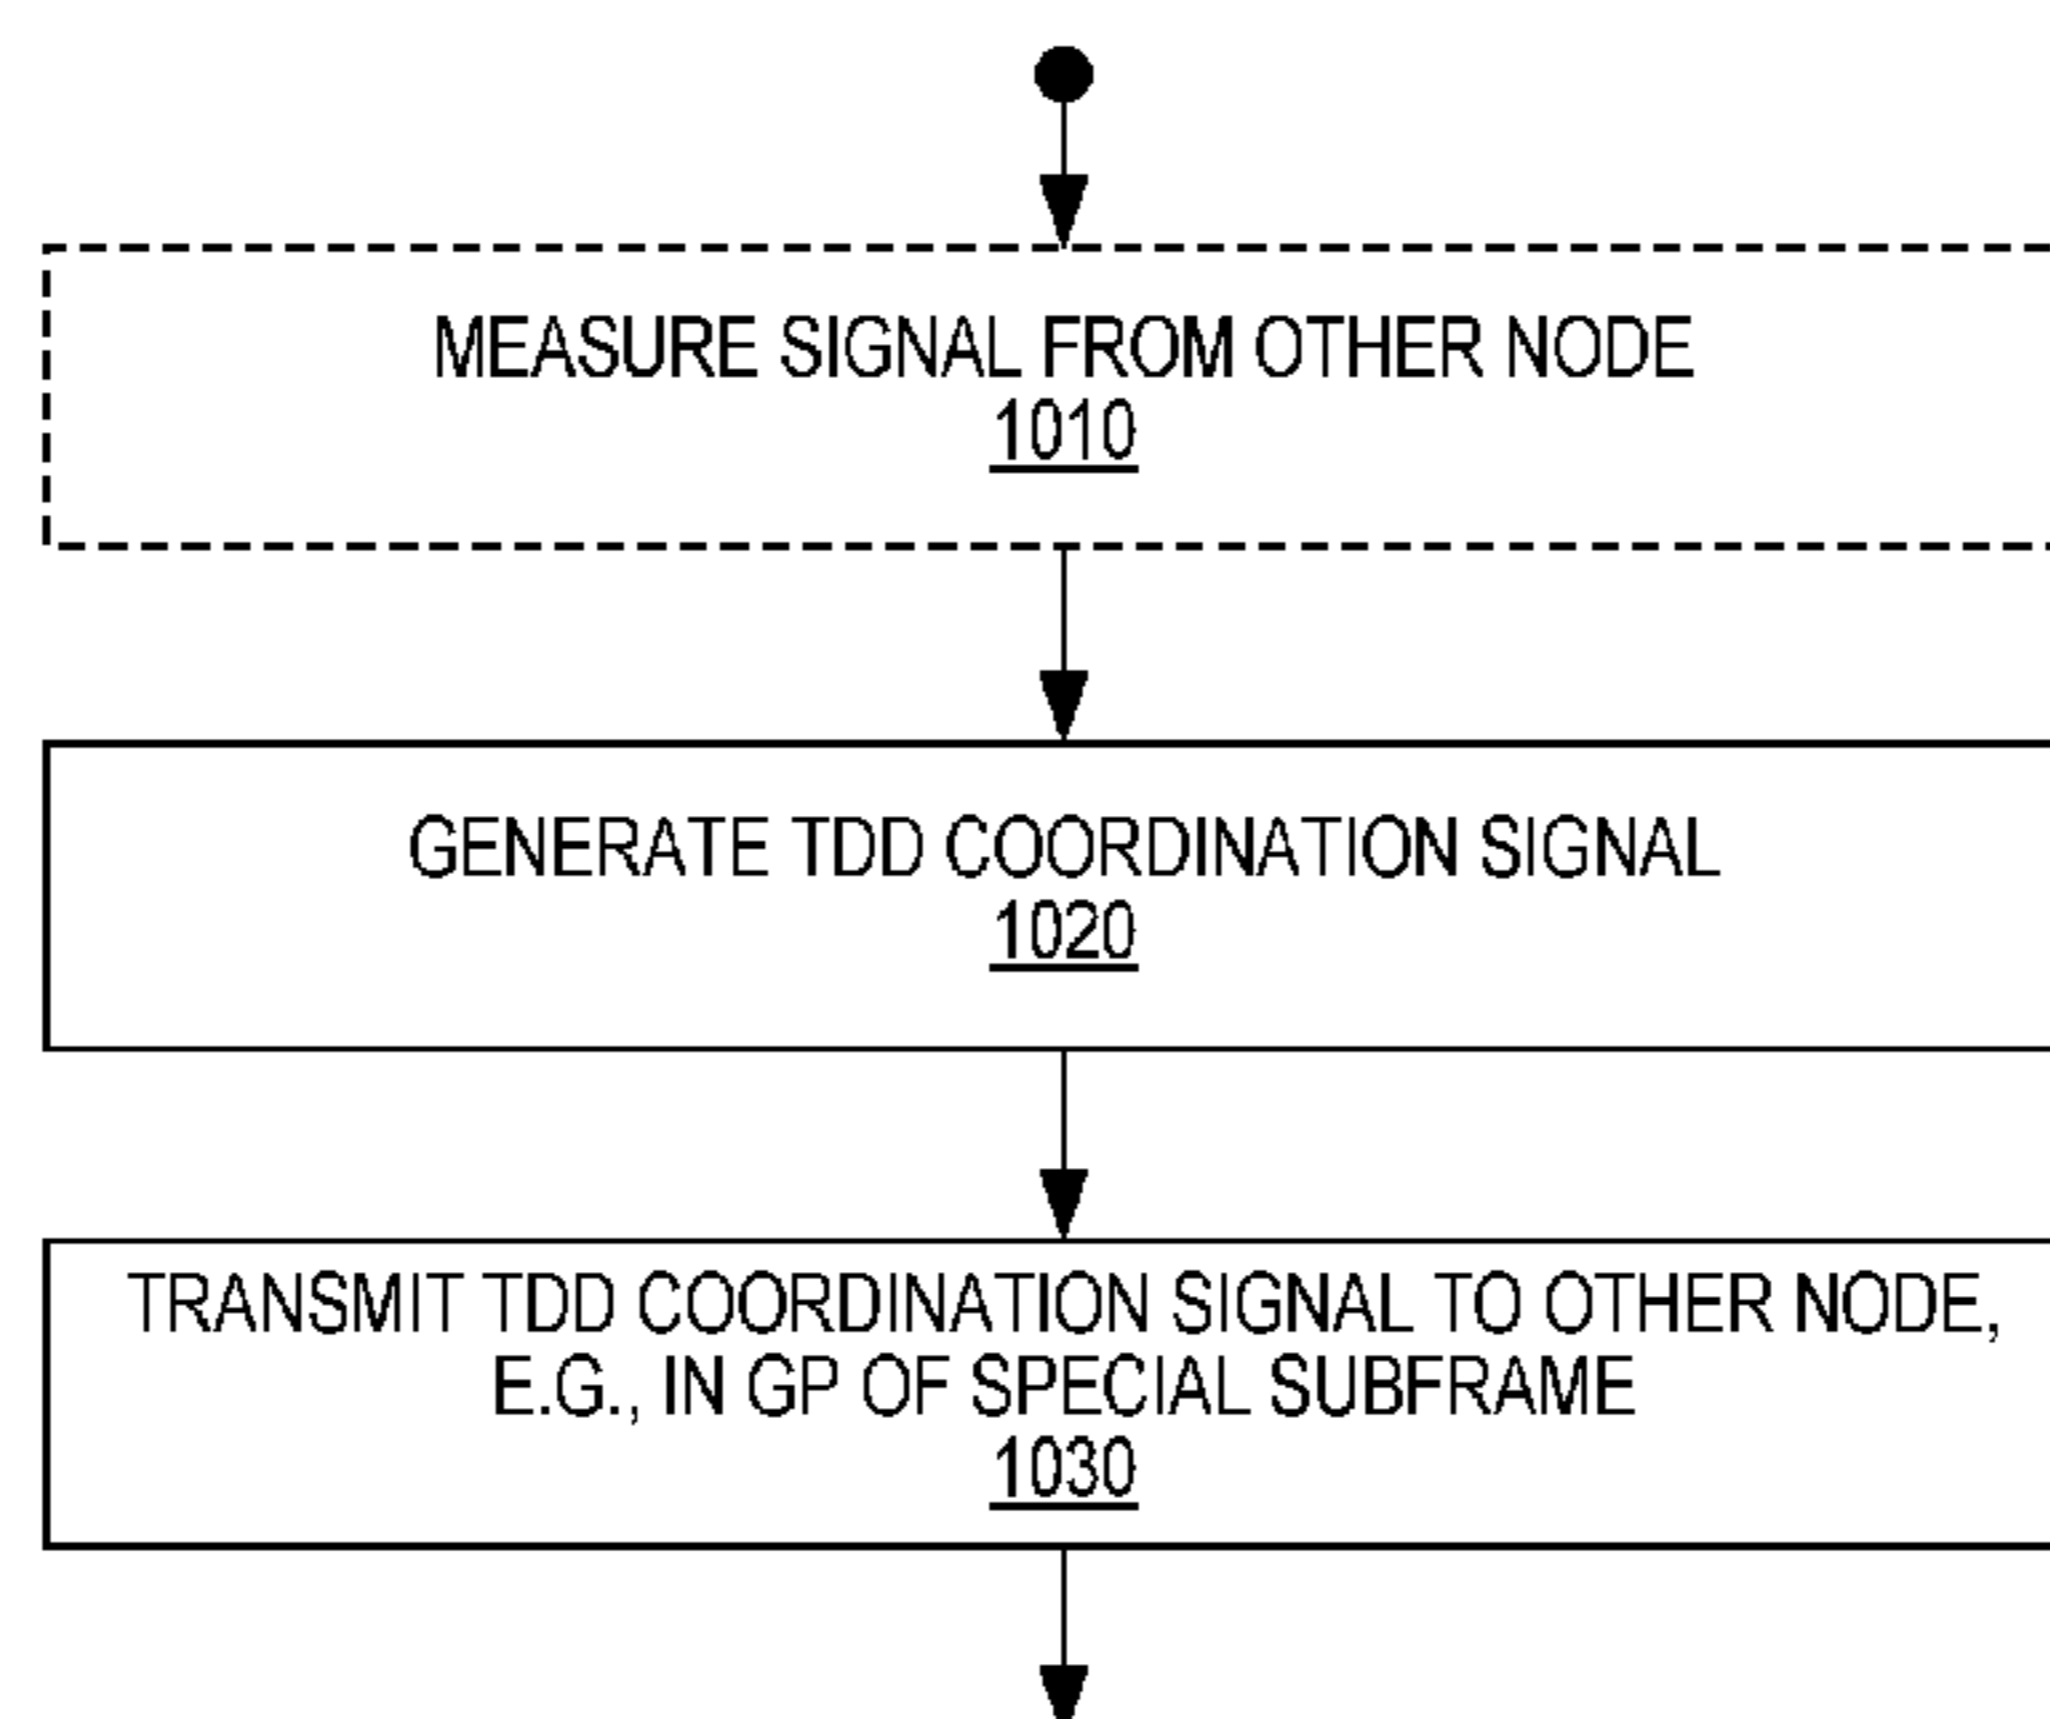 MEASURE SIGNAL FROM OTHER NODE
1010
GENERATE TDD COORDINATION SIGNAL
1020
TRANSMIT TDD COORDINATION SIGNAL TO OTHER NODE,
E.G., IN GP OF SPECIAL SUBFRAME
1030